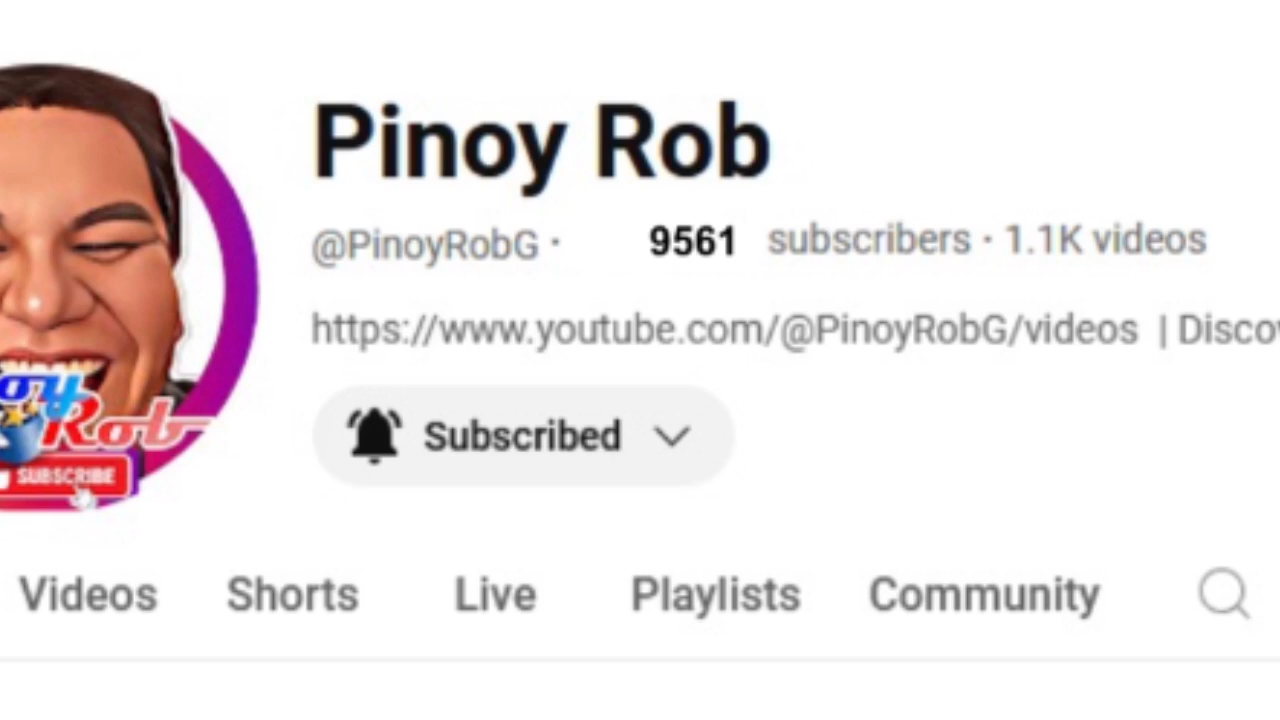 Pinoy Rob
@PinoyRobG · 9561 subscribers · 1.1K videos
https://www.youtube.com/@PinoyRobG/videos | Disco
Subscribed
oy
Rob
SUBSCRIBE
Videos Shorts Live Playlists Community